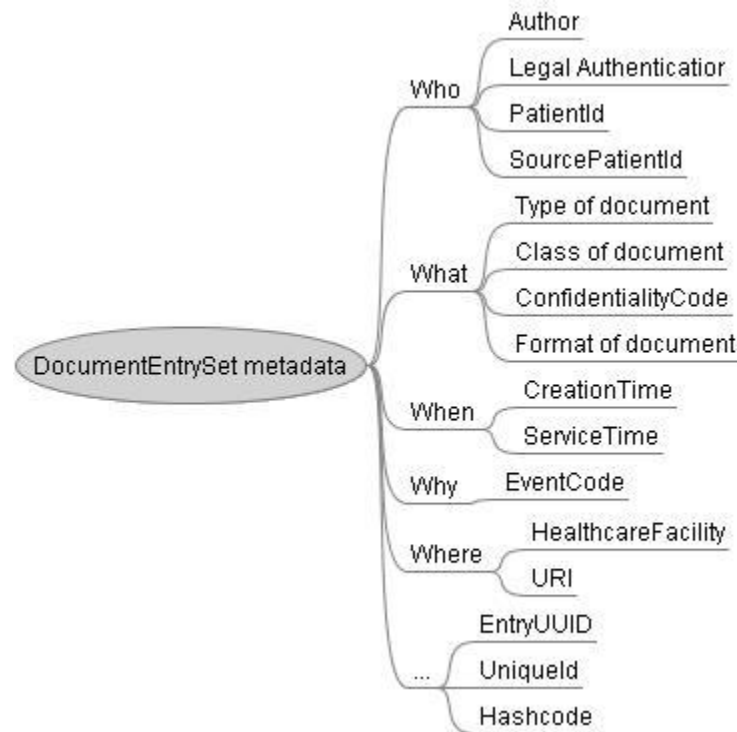 Author
Legal Authenticatior
Who
PatientId
SourcePatientId
Type of document
Class of document
What
ConfidentialityCode
Format of document
DocumentEntrySet metadata
CreationTime
When
ServiceTime
Why
EventCode
HealthcareFacility
Where
URI
EntryUUID
...
UniqueId
Hashcode